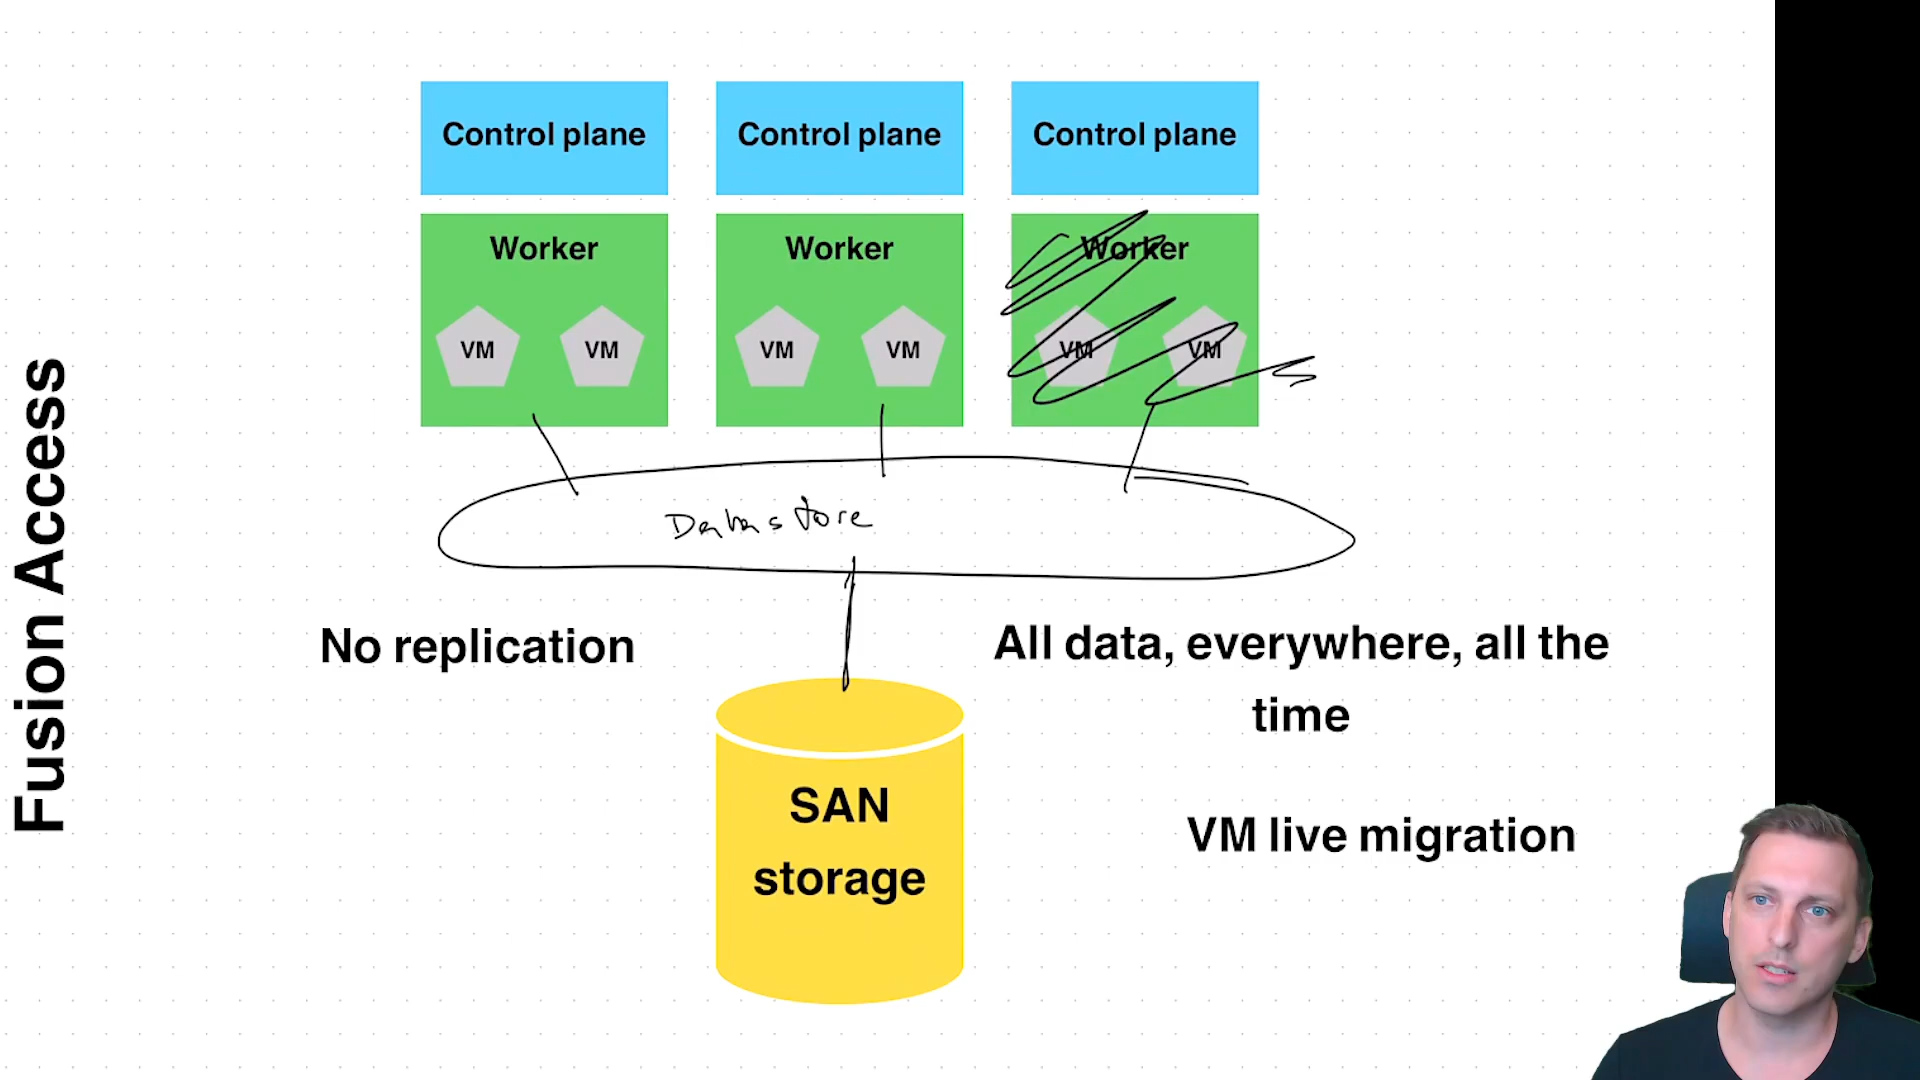 Fusion Access
Control plane
Control plane
Control plane
Worker
Worker
Worker
VM
VM
VM
VM
VM
VM
Datastore
No replication
All data, everywhere, all the
time
SAN
storage
VM live migration